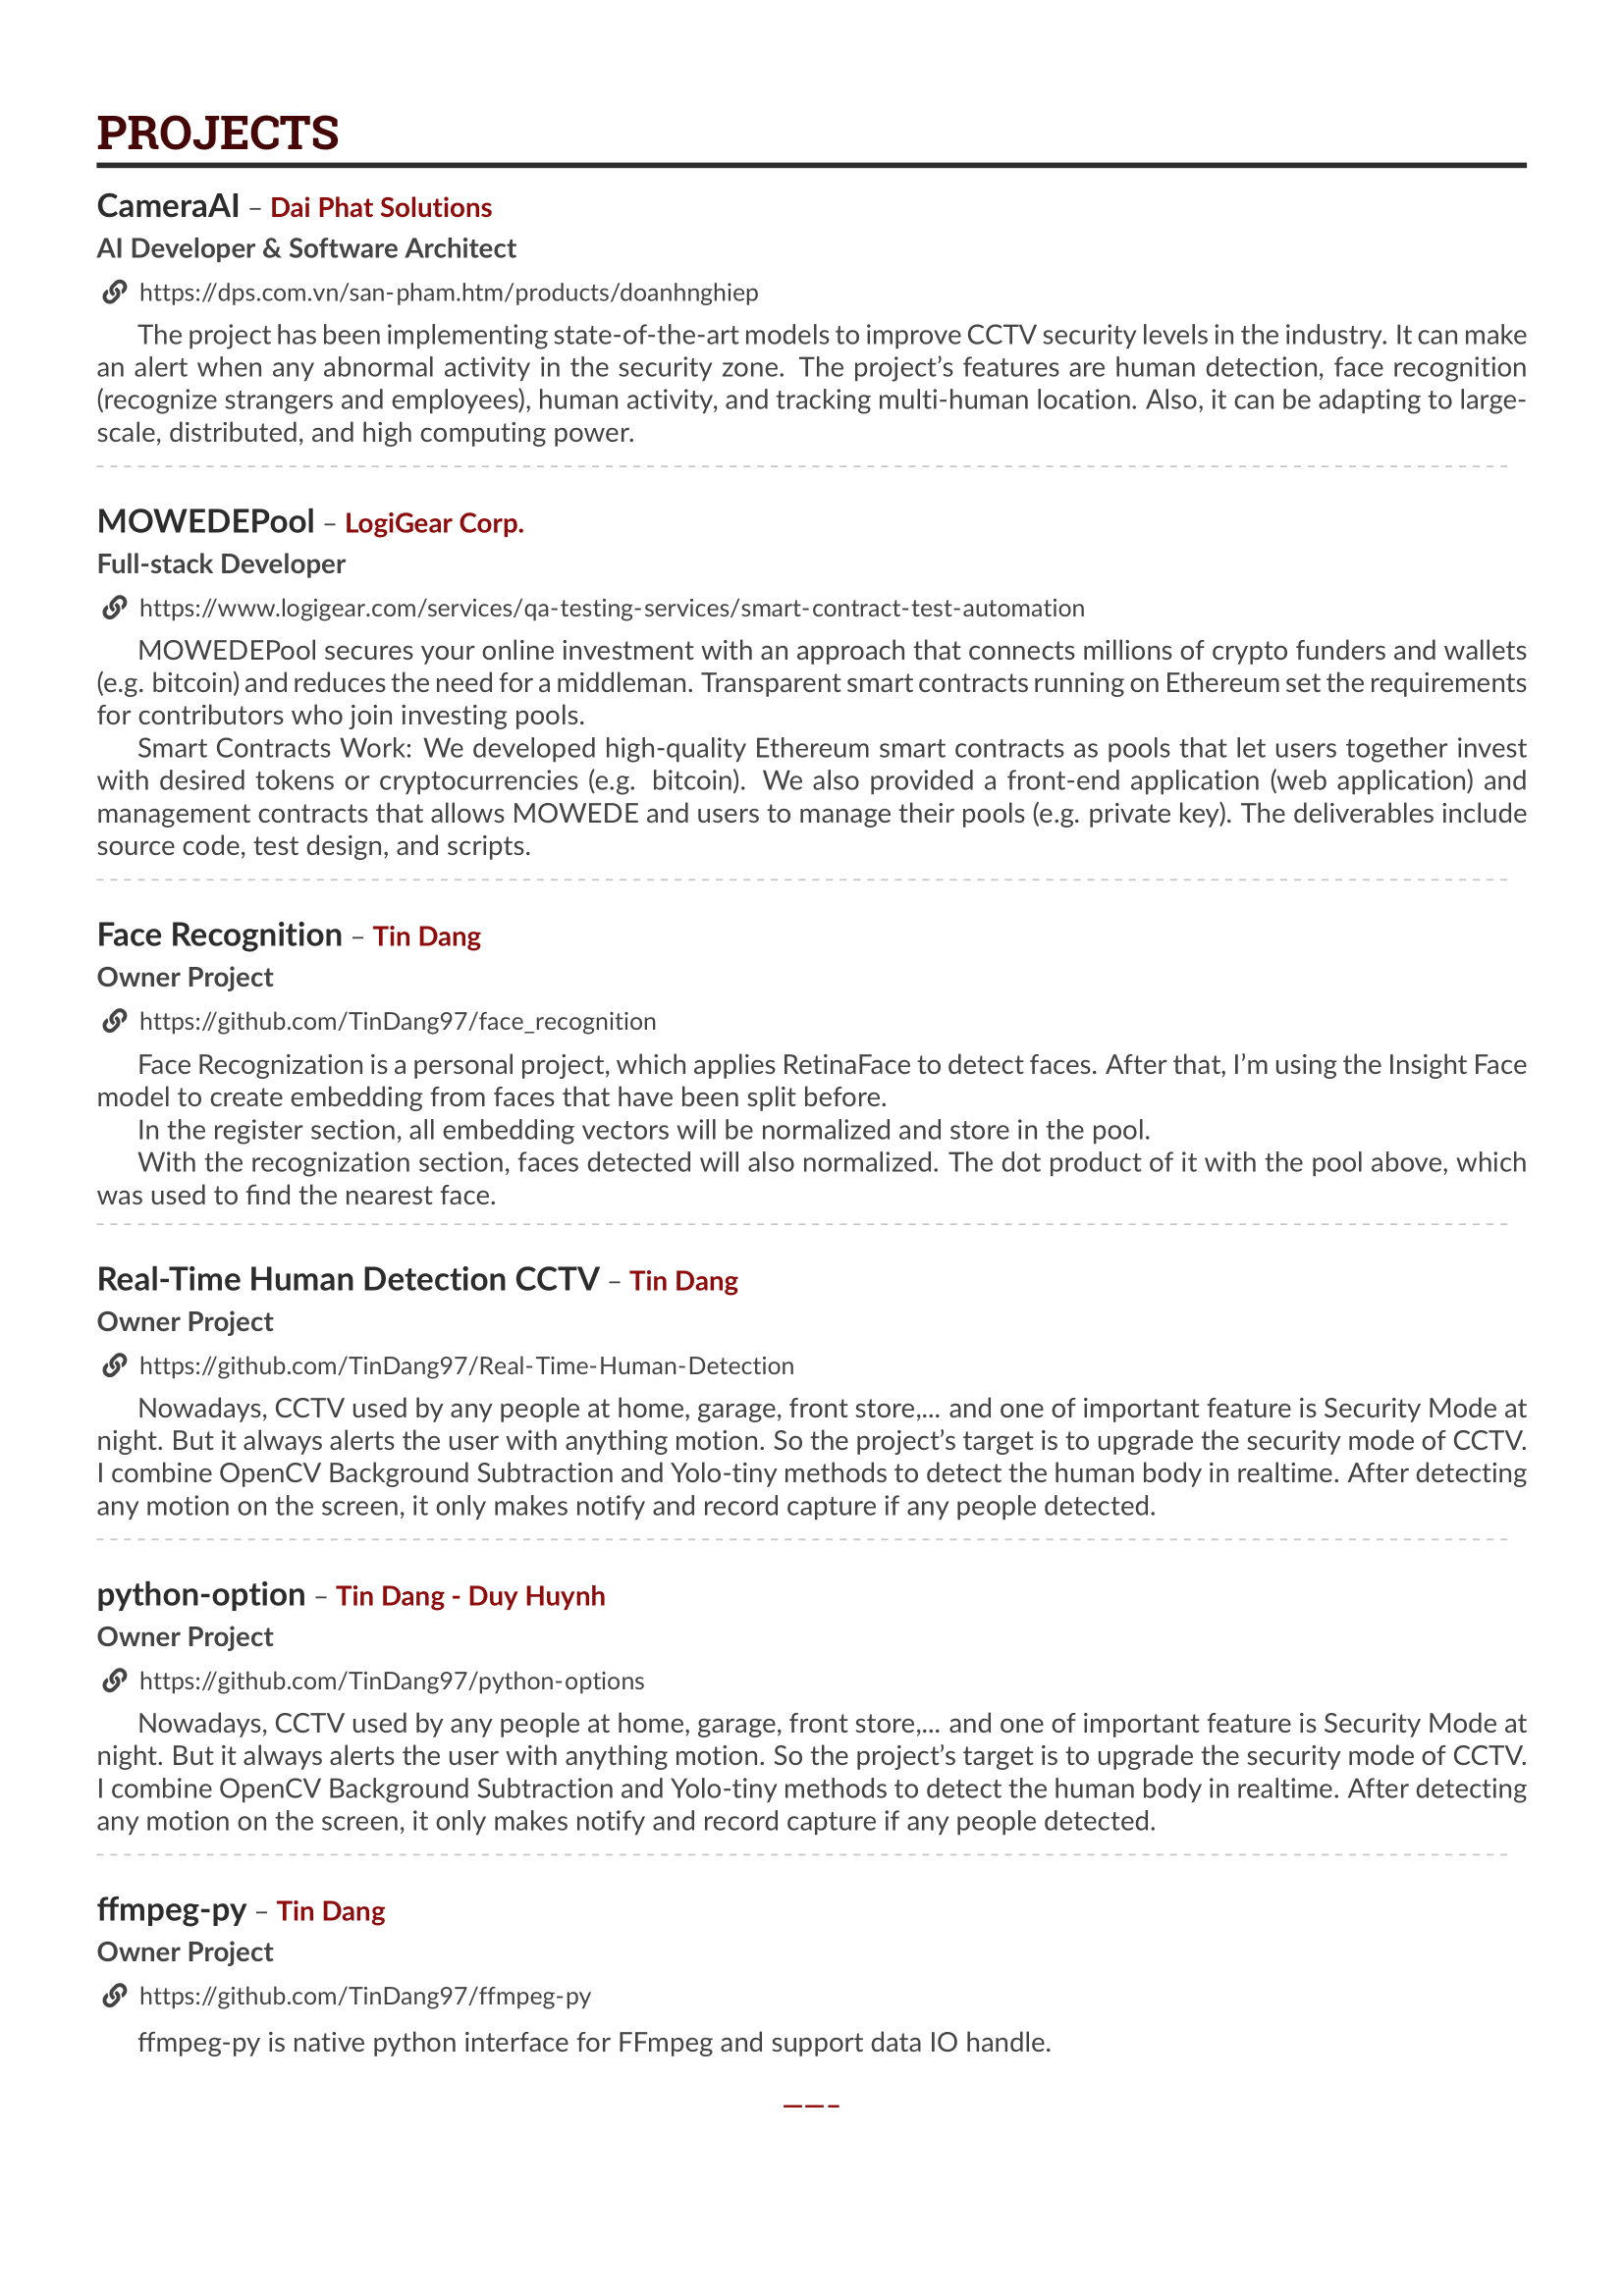 PROJECTS
CameraAI – Dai Phat Solutions
AI Developer & Software Architect
https://dps.com.vn/san-pham.htm/products/doanhnghiep
The project has been implementing state-of-the-art models to improve CCTV security levels in the industry. It can make
an alert when any abnormal activity in the security zone. The project's features are human detection, face recognition
(recognize strangers and employees), human activity, and tracking multi-human location. Also, it can be adapting to large-
scale, distributed, and high computing power.
MOWEDEPool – LogiGear Corp.
Full-stack Developer
https://www.logigear.com/services/qa-testing-services/smart-contract-test-automation
MOWEDEPool secures your online investment with an approach that connects millions of crypto funders and wallets
(e.g. bitcoin) and reduces the need for a middleman. Transparent smart contracts running on Ethereum set the requirements
for contributors who join investing pools.
Smart Contracts Work: We developed high-quality Ethereum smart contracts as pools that let users together invest
with desired tokens or cryptocurrencies (e.g. bitcoin). We also provided a front-end application (web application) and
management contracts that allows MOWEDE and users to manage their pools (e.g. private key). The deliverables include
source code, test design, and scripts.
Face Recognition – Tin Dang
Owner Project
https://github.com/TinDang97/face_recognition
Face Recognization is a personal project, which applies RetinaFace to detect faces. After that, I'm using the Insight Face
model to create embedding from faces that have been split before.
In the register section, all embedding vectors will be normalized and store in the pool.
With the recognization section, faces detected will also normalized. The dot product of it with the pool above, which
was used to find the nearest face.
Real-Time Human Detection CCTV – Tin Dang
Owner Project
https://github.com/TinDang97/Real-Time-Human-Detection
Nowadays, CCTV used by any people at home, garage, front store,... and one of important feature is Security Mode at
night. But it always alerts the user with anything motion. So the project's target is to upgrade the security mode of CCTV.
I combine OpenCV Background Subtraction and Yolo-tiny methods to detect the human body in realtime. After detecting
any motion on the screen, it only makes notify and record capture if any people detected.
python-option – Tin Dang - Duy Huynh
Owner Project
https://github.com/TinDang97/python-options
Nowadays, CCTV used by any people at home, garage, front store,... and one of important feature is Security Mode at
night. But it always alerts the user with anything motion. So the project's target is to upgrade the security mode of CCTV.
I combine OpenCV Background Subtraction and Yolo-tiny methods to detect the human body in realtime. After detecting
any motion on the screen, it only makes notify and record capture if any people detected.
ffmpeg-py – Tin Dang
Owner Project
https://github.com/TinDang97/ffmpeg-py
ffmpeg-py is native python interface for FFmpeg and support data IO handle.
——–